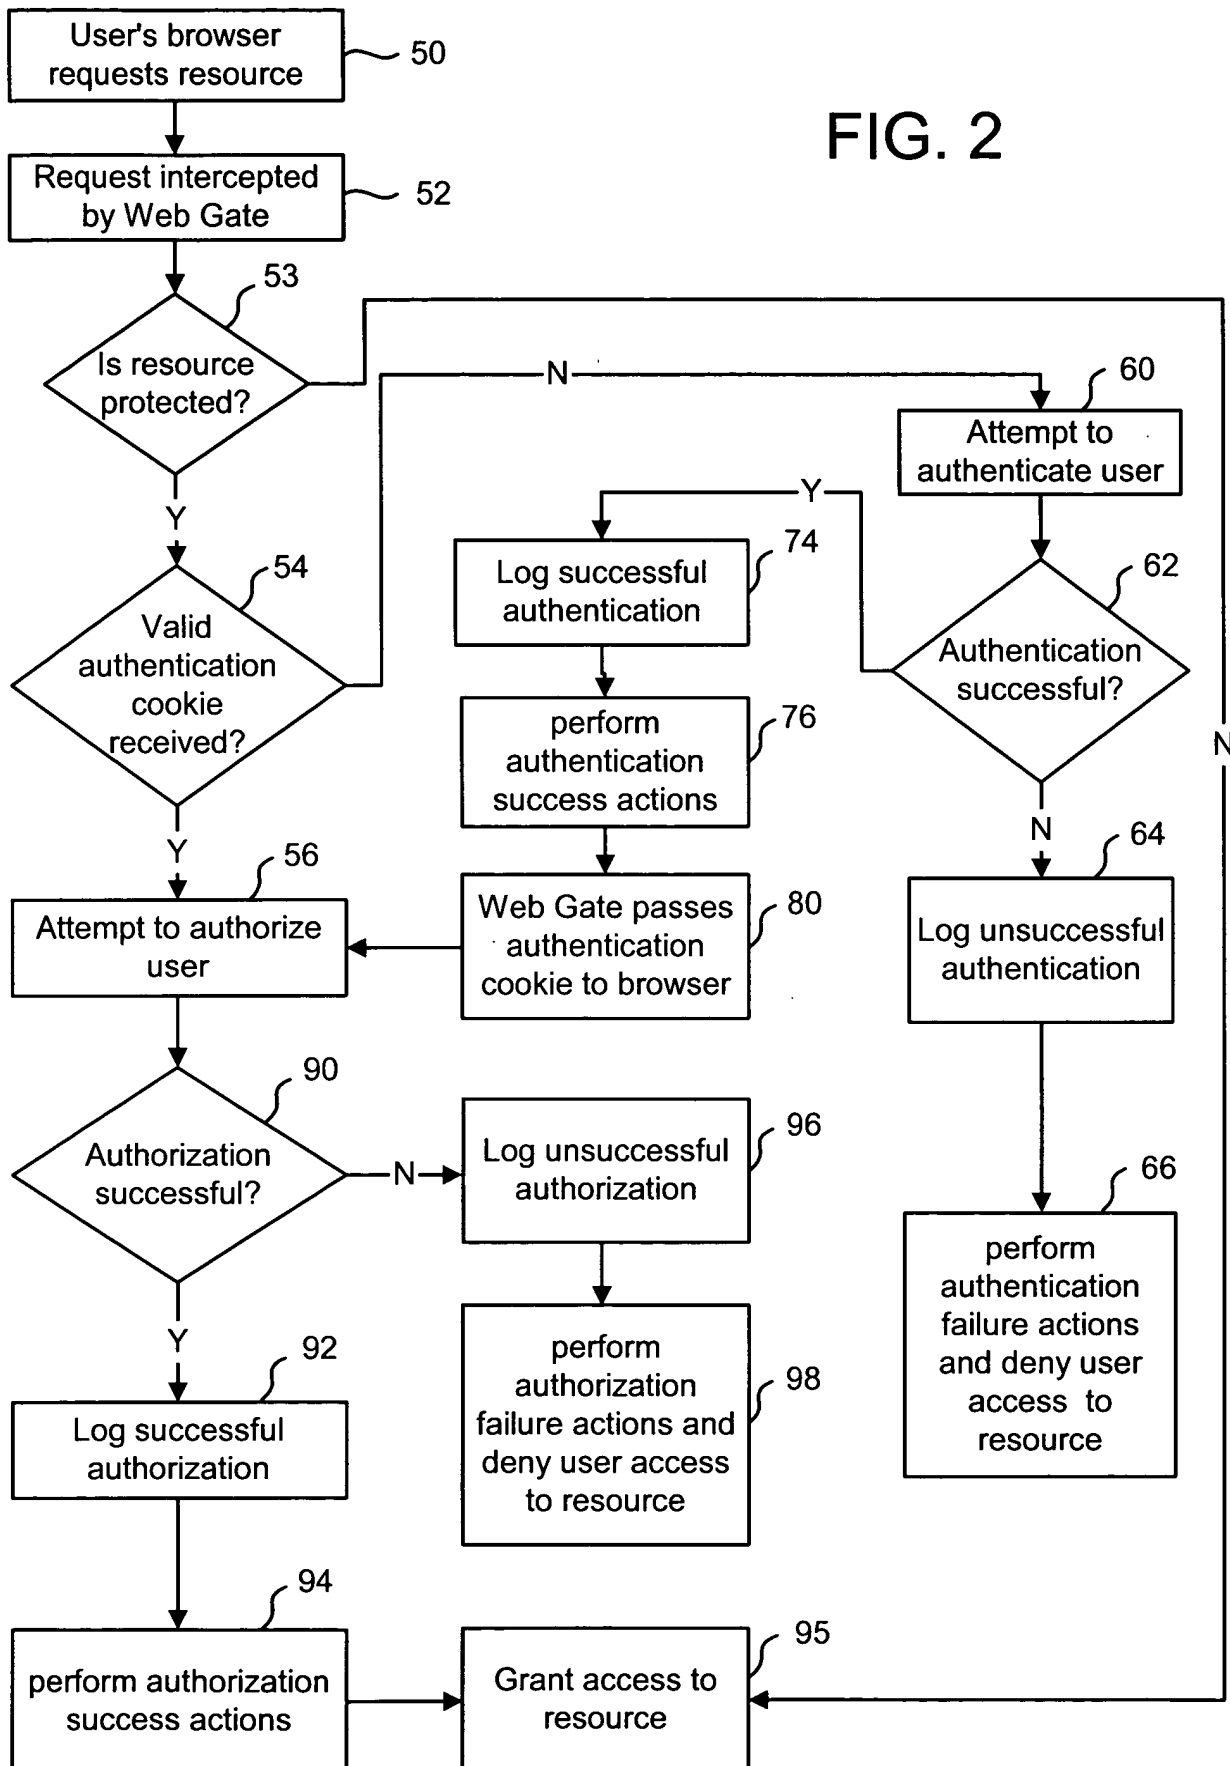 User's browser
requests resource
50
FIG. 2
Request intercepted
by Web Gate
52
53
Is resource
protected?
N
60
Attempt to
authenticate user
Y
Y
54
74
62
Valid
authentication
cookie
received?
Log successful
authentication
Authentication
successful?
perform
authentication
success actions
76
N
Y
N
56
64
Attempt to authorize
user
Web Gate passes
authentication
cookie to browser
80
Log unsuccessful
authentication
90
Authorization
successful?
N
Log unsuccessful
authorization
96
66
perform
authentication
failure actions
and deny user
access to
resource
Y
92
Log successful
authorization
perform
authorization
failure actions and
deny user access
to resource
98
94
perform authorization
success actions
Grant access to
resource
95